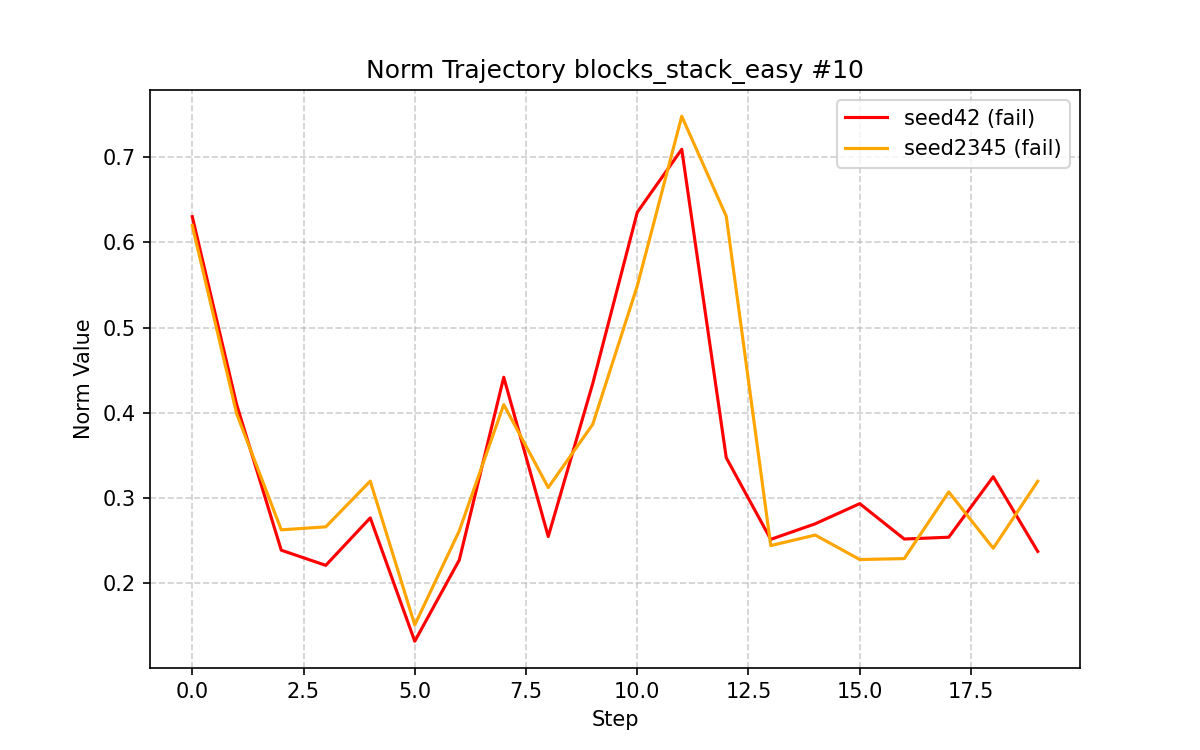 Norm Trajectory blocks_stack_easy #10
seed42 (fail)
seed2345 (fail)
Norm Value
0.7
0.6
0.5
0.4
0.3
0.2
0.0 2.5 5.0 7.5 10.0 12.5 15.0 17.5
Step